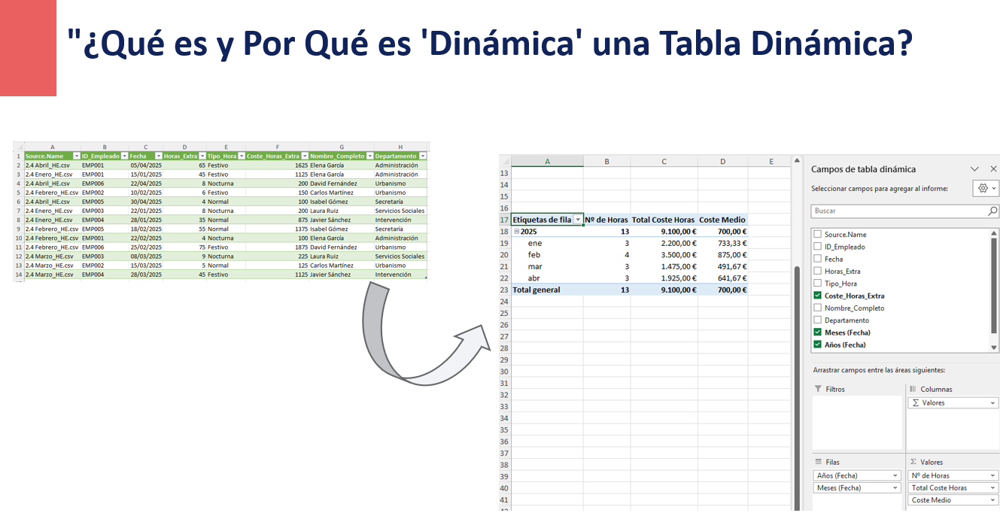 "¿Qué es y Por Qué es 'Dinámica' una Tabla Dinámica?
A B C D E F G H
1 Source.Name ID_Empleado Fecha Horas_Extra Tipo_Hora Coste_Horas_Extra Nombre_Completo Departamento
2 2.4 Abril_HE.csv EMP001 05/04/2025 65 Festivo 1625 Elena García Administración
3 2.4 Enero_HE.csv EMP001 15/01/2025 45 Festivo 1125 Elena García Administración
4 2.4 Abril_HE.csv EMP006 22/04/2025 8 Nocturna 200 David Fernández Urbanismo
5 2.4 Febrero_HE.csv EMP002 10/02/2025 6 Festivo 150 Carlos Martínez Urbanismo
6 2.4 Abril_HE.csv EMP005 30/04/2025 4 Normal 100 Isabel Gómez Secretaría
7 2.4 Enero_HE.csv EMP003 22/01/2025 8 Nocturna 200 Laura Ruiz Servicios Sociales
8 2.4 Enero_HE.csv EMP004 28/01/2025 35 Normal 875 Javier Sánchez Intervención
9 2.4 Febrero_HE.csv EMP005 18/02/2025 55 Normal 1375 Isabel Gómez Secretaría
10 2.4 Febrero_HE.csv EMP001 22/02/2025 4 Nocturna 100 Elena García Administración
11 2.4 Febrero_HE.csv EMP006 25/02/2025 75 Festivo 1875 David Fernández Urbanismo
12 2.4 Marzo_HE.csv EMP003 08/03/2025 9 Nocturna 225 Laura Ruiz Servicios Sociales
13 2.4 Marzo_HE.csv EMP002 15/03/2025 5 Normal 125 Carlos Martínez Urbanismo
14 2.4 Marzo_HE.csv EMP004 28/03/2025 45 Festivo 1125 Javier Sánchez Intervención
A B C D E
13
14
15
16
17 Etiquetas de fila Nº de Horas Total Coste Horas Coste Medio
18 2025 13 9.100,00 € 700,00 €
19 ene 3 2.200,00 € 733,33 €
20 feb 4 3.500,00 € 875,00 €
21 mar 3 1.475,00 € 491,67 €
22 abr 3 1.925,00 € 641,67 €
23 Total general 13 9.100,00 € 700,00 €
24
25
26
27
28
29
30
31
32
33
34
35
36
37
38
39
40
41
Campos de tabla dinámica
Seleccionar campos para agregar al informe:
Buscar
Source.Name
ID_Empleado
Fecha
Horas_Extra
Tipo_Hora
Coste_Horas_Extra
Nombre_Completo
Departamento
Meses (Fecha)
Años (Fecha)
Arrastrar campos entre las áreas siguientes:
Filtros
Columnas
Σ Valores
Filas
Años (Fecha)
Meses (Fecha)
Σ Valores
Nº de Horas
Total Coste Horas
Coste Medio